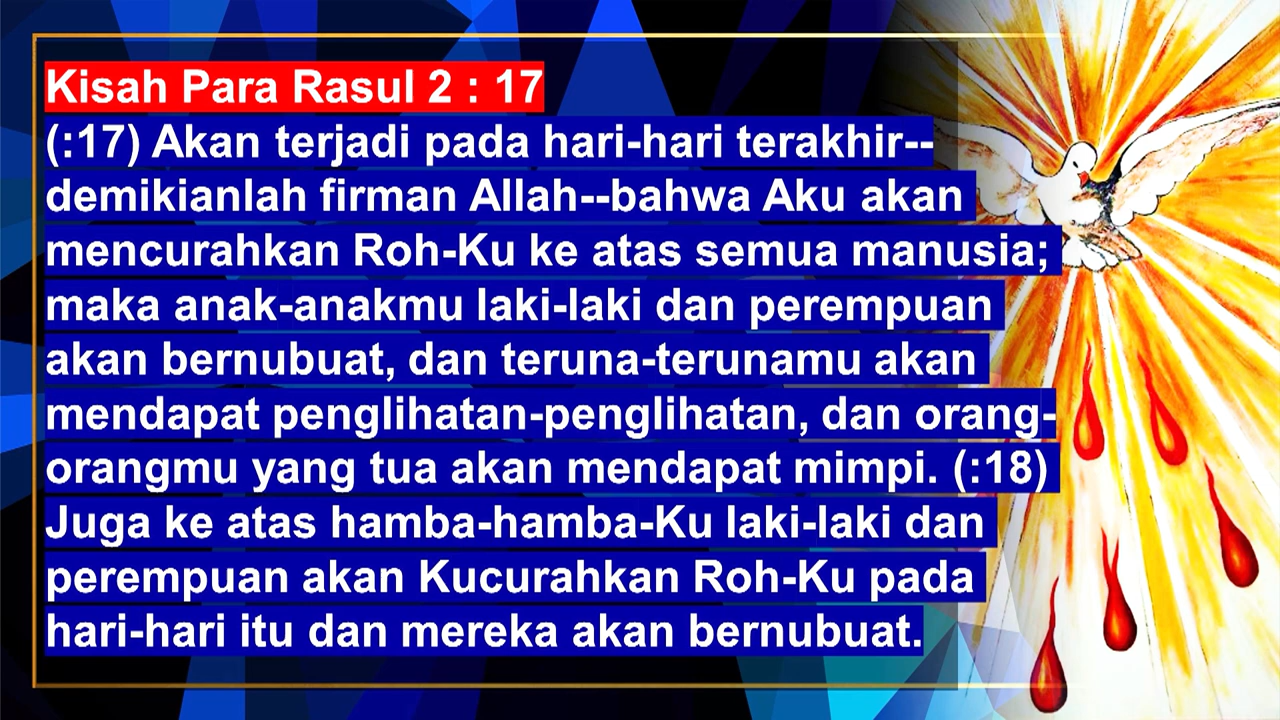 Kisah Para Rasul 2 : 17
(:17) Akan terjadi pada hari-hari terakhir--
demikianlah firman Allah--bahwa Aku akan
mencurahkan Roh-Ku ke atas semua manusia;
maka anak-anakmu laki-laki dan perempuan
akan bernubuat, dan teruna-terunamu akan
mendapat penglihatan-penglihatan, dan orang-
orangmu yang tua akan mendapat mimpi. (:18)
Juga ke atas hamba-hamba-Ku laki-laki dan
perempuan akan Kucurahkan Roh-Ku pada
hari-hari itu dan mereka akan bernubuat.